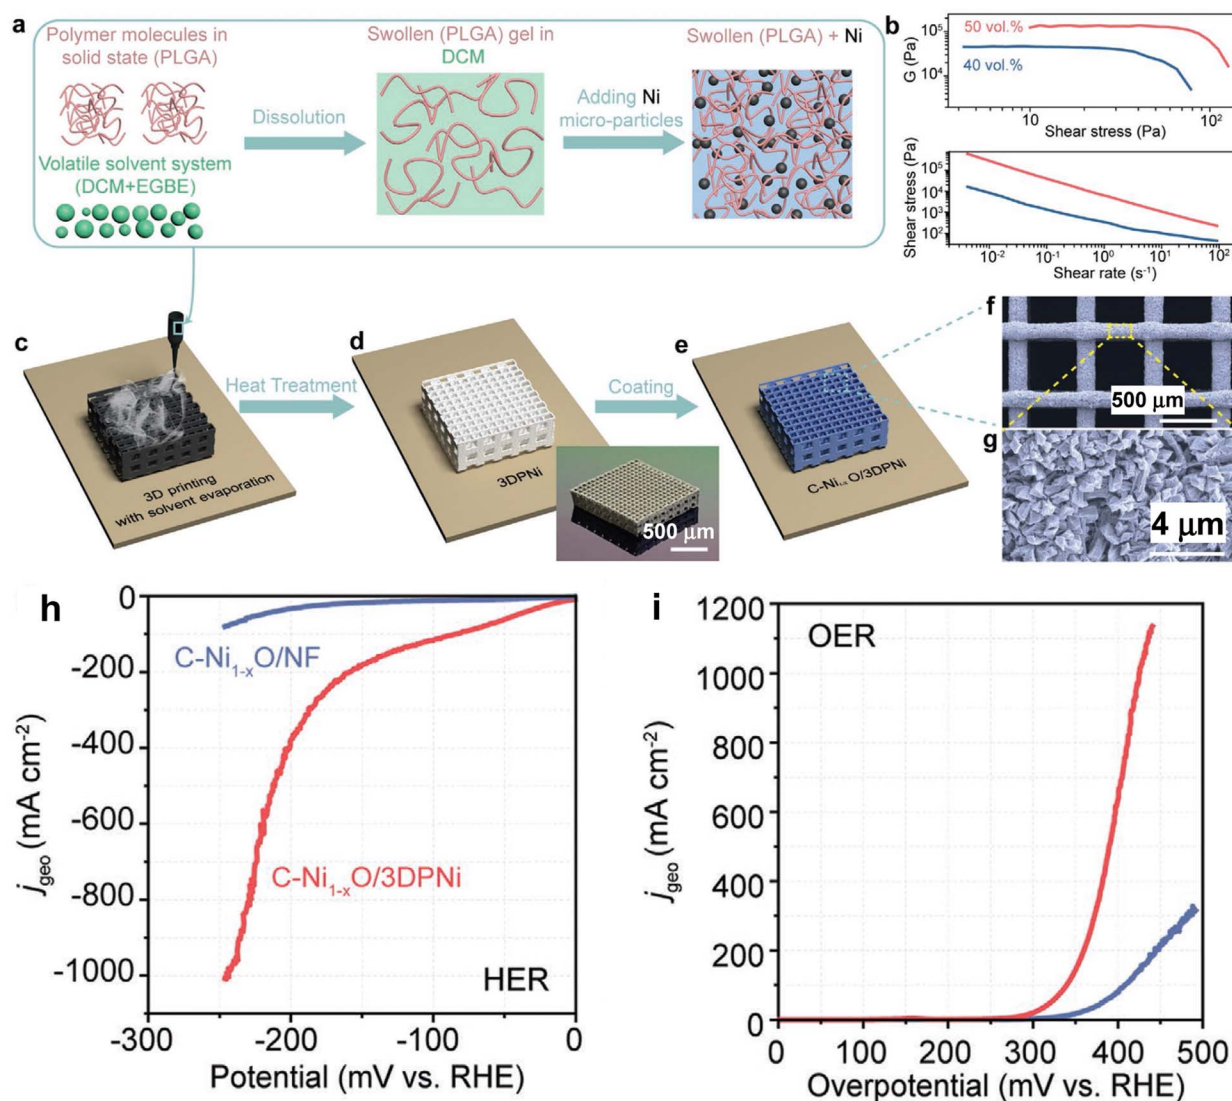 a
Polymer molecules in
solid state (PLGA)
Volatile solvent system
(DCM+EGBE)
Dissolution
Swollen (PLGA) gel in
DCM
Adding Ni
micro-particles
Swollen (PLGA) + Ni
b
50 vol.%
40 vol.%
G (Pa)
10⁵
10⁴
10
10²
Shear stress (Pa)
Shear stress (Pa)
10⁵
10⁴
10³
10²
10⁻²
10⁻¹
10⁰
10¹
10²
Shear rate (s⁻¹)
c
3D printing
with solvent evaporation
Heat Treatment
d
3DPNi
500 µm
Coating
e
C-Ni₁₋ₓO/3DPNi
f
500 µm
g
4 µm
h
0
-200
-400
-600
-800
-1000
j_geo (mA cm⁻²)
C-Ni₁₋ₓO/NF
C-Ni₁₋ₓO/3DPNi
HER
-300
-200
-100
0
Potential (mV vs. RHE)
i
1200
1000
800
600
400
200
0
j_geo (mA cm⁻²)
OER
0
100
200
300
400
500
Overpotential (mV vs. RHE)